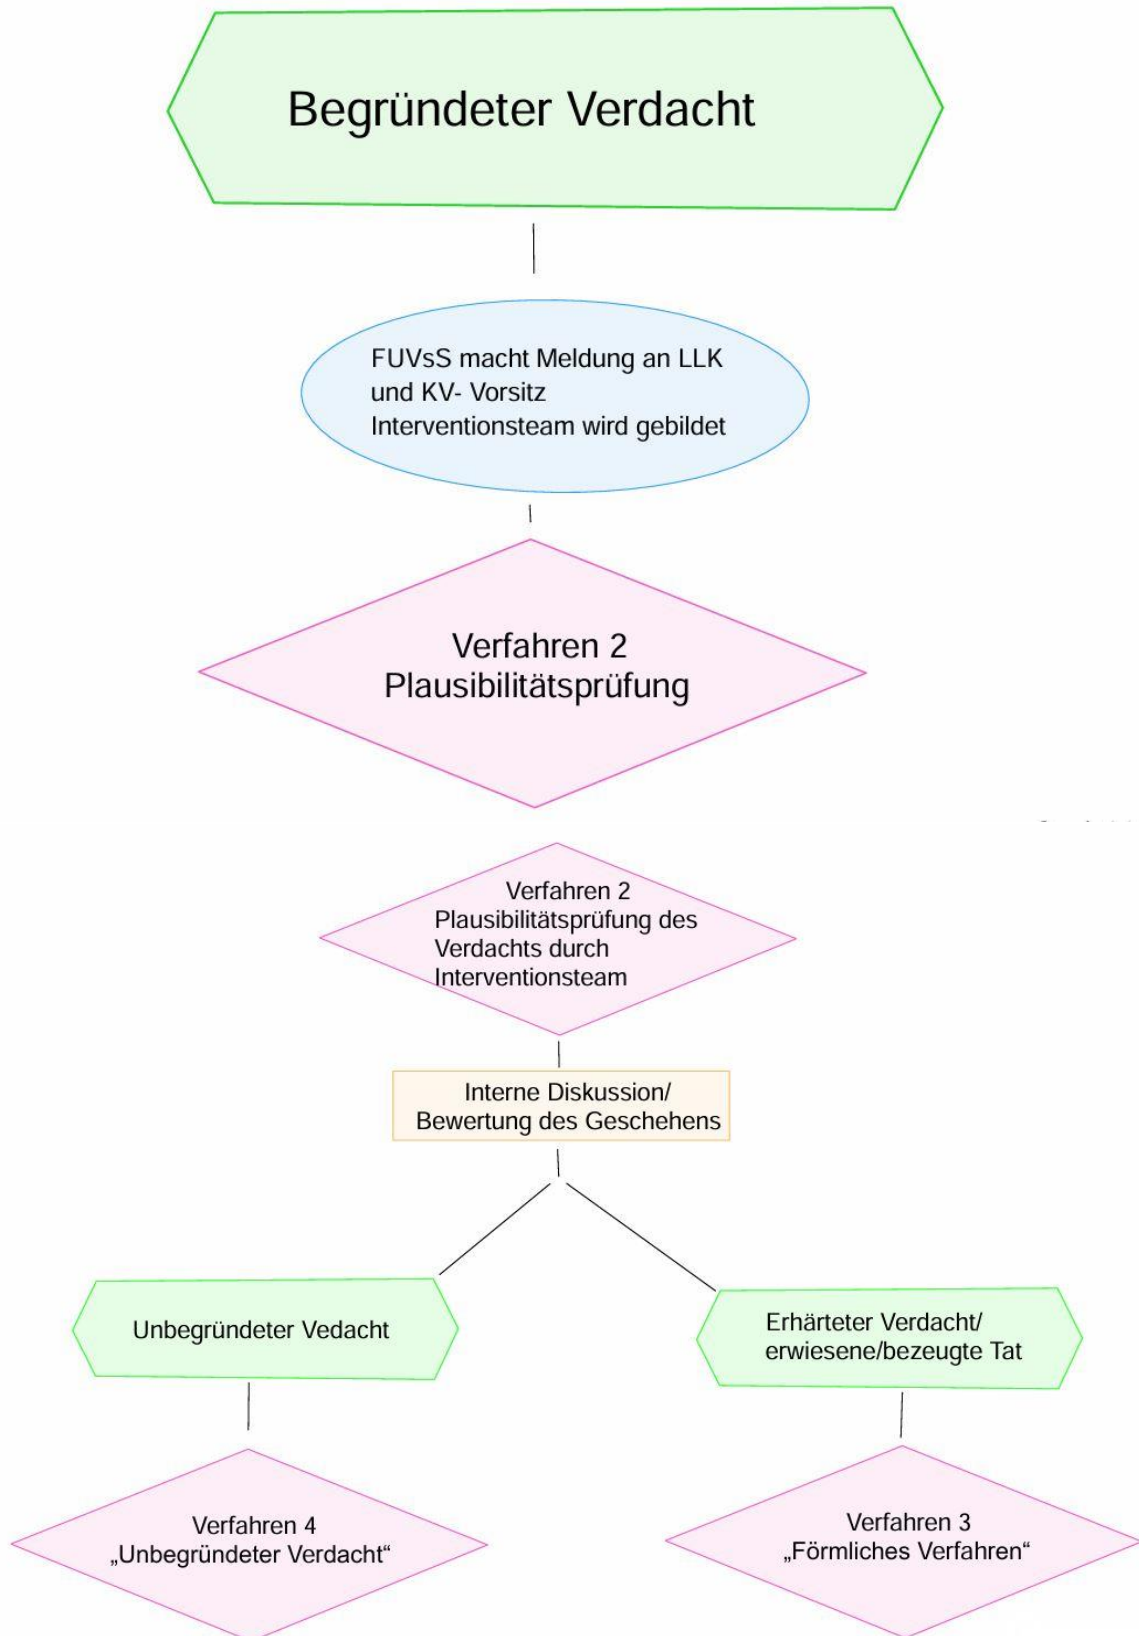 Begründeter Verdacht
FUVsS macht Meldung an LLK
und KV- Vorsitz
Interventionsteam wird gebildet
Verfahren 2
Plausibilitätsprüfung
Verfahren 2
Plausibilitätsprüfung des
Verdachts durch
Interventionsteam
Interne Diskussion/
Bewertung des Geschehens
Unbegründeter Vedacht
Erhärteter Verdacht/
erwiesene/bezeugte Tat
Verfahren 4
„Unbegründeter Verdacht“
Verfahren 3
„Förmliches Verfahren“